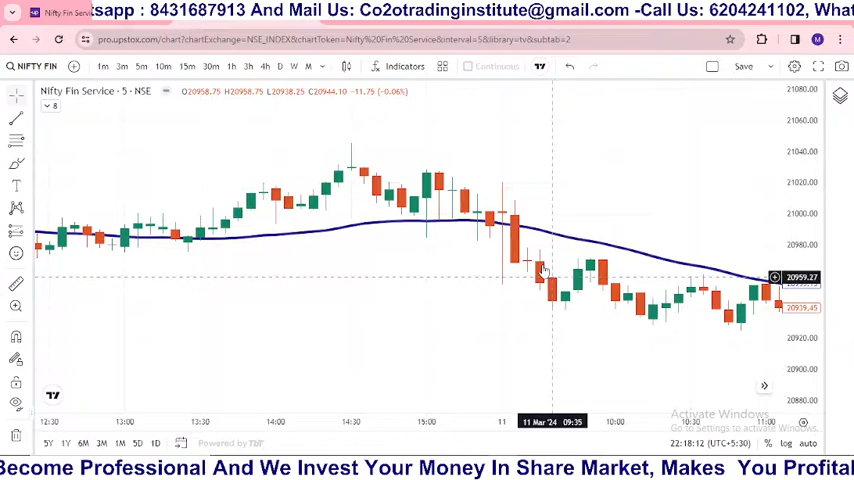 tsapp : 8431687913 And Mail Us: Co2otradinginstitute@gmail.com -Call Us: 6204241102, What
Nifty Fin Servic
pro.upstox.com/chart?chartExchange=NSE_INDEX&chartToken=Nifty%20Fin%20Service&interval=5&library=tv&subtab=2
M
NIFTY FIN 1m 3m 5m 10m 15m 30m 1h 3h 4h D W M Indicators Continuous Save
Nifty Fin Service · 5 · NSE O20958.75 H20958.75 L20938.25 C20944.10 -11.75 (-0.06%)
8
21080.00
21060.00
21040.00
21020.00
21000.00
20980.00
20959.27
20939.45
20920.00
20900.00
20880.00
12:30 13:00 13:30 14:00 14:30 15:00 11 11 Mar '24 09:35 10:00 10:30 11:00
Activate Windows
Go to Settings to activate Windows.
5Y 1Y 6M 3M 1M 5D 1D Powered by TbT 22:18:12 (UTC+5:30) % log auto
Become Professional And We Invest Your Money In Share Market, Makes You Profital